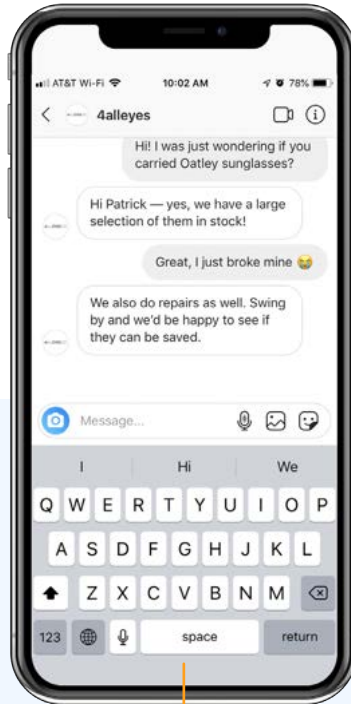 AT&T Wi-Fi 10:02 AM 78%
4alleyes
Hi! I was just wondering if you
carried Oatley sunglasses?
Hi Patrick — yes, we have a large
selection of them in stock!
Great, I just broke mine 😭
We also do repairs as well. Swing
by and we'd be happy to see if
they can be saved.
Message...
I Hi We
Q W E R T Y U I O P
A S D F G H J K L
Z X C V B N M
123 space return